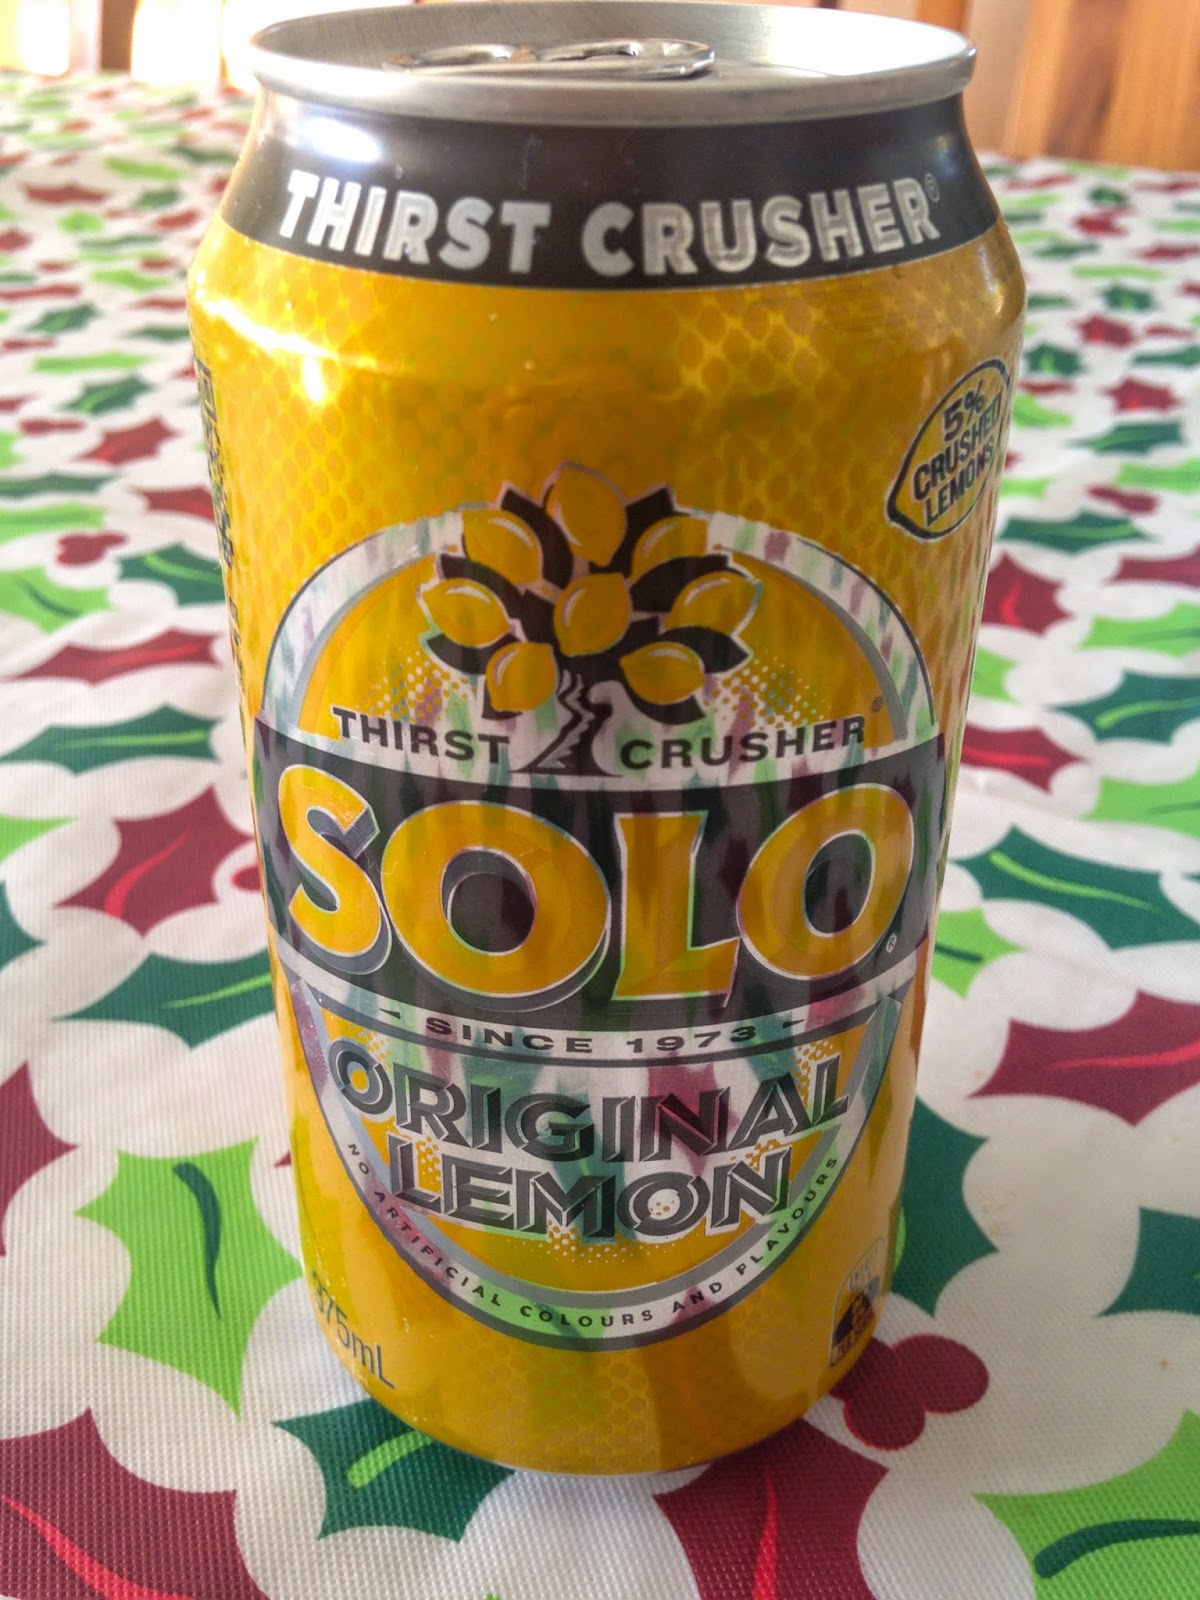 THIRST CRUSHER®
5%
CRUSHED
LEMONS
THIRST CRUSHER®
SOLO®
- SINCE 1973 -
ORIGINAL
LEMON
NO ARTIFICIAL COLOURS AND FLAVOURS
375mL